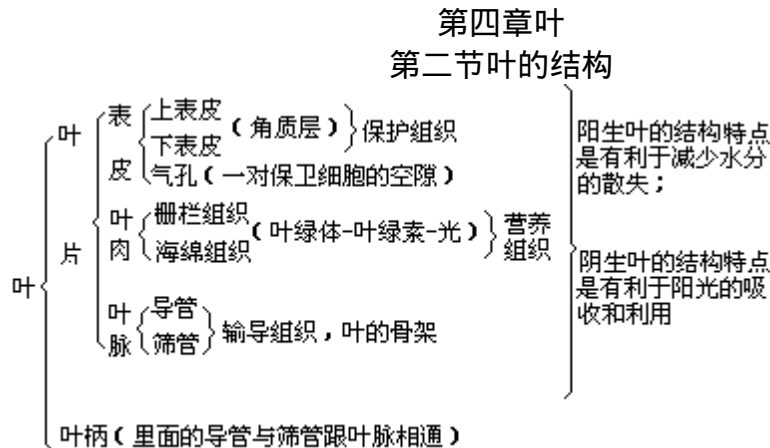 第四章叶
第二节叶的结构
叶
叶片
表皮
上表皮
下表皮
(角质层)
保护组织
气孔(一对保卫细胞的空隙)
叶肉
栅栏组织
海绵组织
(叶绿体-叶绿素-光)
营养
组织
叶脉
导管
筛管
输导组织,叶的骨架
叶柄(里面的导管与筛管跟叶脉相通)
阳生叶的结构特点
是有利于减少水分
的散失;
阴生叶的结构特点
是有利于阳光的吸
收和利用